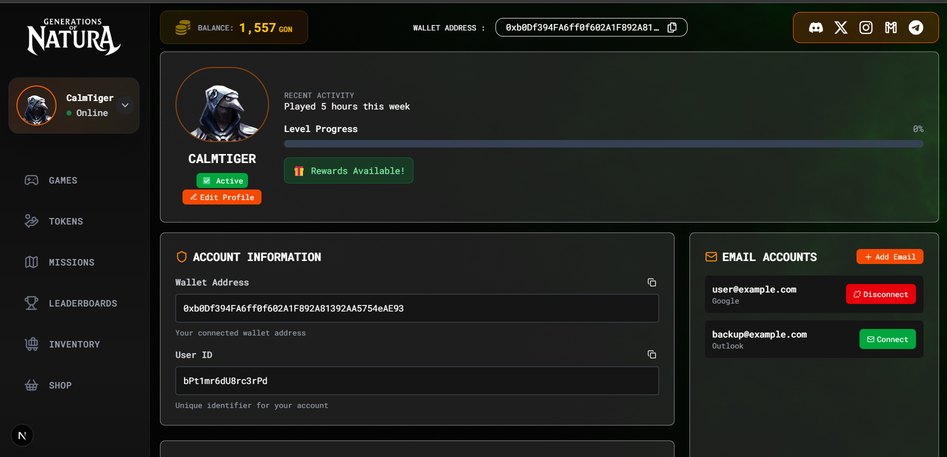 GENERATIONS
OF
NATURA
BALANCE: 1,557 GON
WALLET ADDRESS :
0xb0Df394FA6ff0f602A1F892A81…
CalmTiger
Online
GAMES
TOKENS
MISSIONS
LEADERBOARDS
INVENTORY
SHOP
N
RECENT ACTIVITY
Played 5 hours this week
Level Progress
0%
Rewards Available!
CALMTIGER
Active
Edit Profile
ACCOUNT INFORMATION
Wallet Address
0xb0Df394FA6ff0f602A1F892A81392AA5754eAE93
Your connected wallet address
User ID
bPt1mr6dU8rc3rPd
Unique identifier for your account
EMAIL ACCOUNTS
+ Add Email
user@example.com
Google
Disconnect
backup@example.com
Outlook
Connect